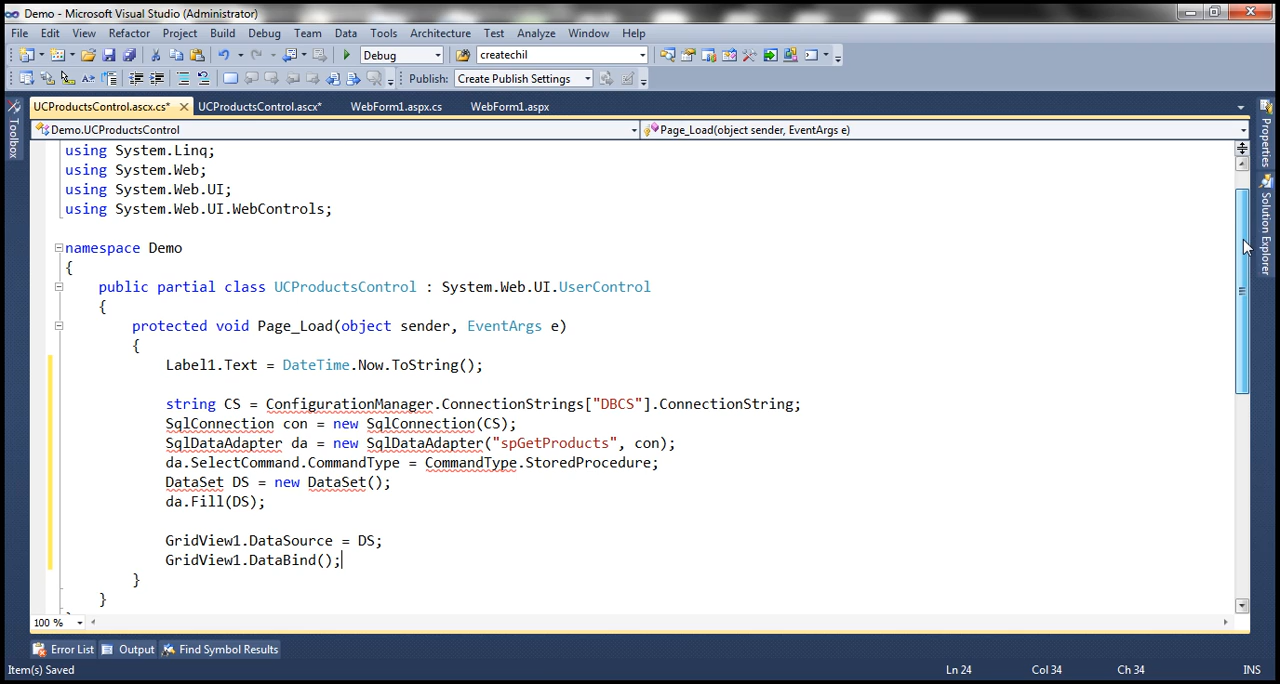 Demo - Microsoft Visual Studio (Administrator)
File Edit View Refactor Project Build Debug Team Data Tools Architecture Test Analyze Window Help
Debug createchil
Publish: Create Publish Settings
UCProductsControl.ascx.cs* UCProductsControl.ascx* WebForm1.aspx.cs WebForm1.aspx
Demo.UCProductsControl Page_Load(object sender, EventArgs e)
Toolbox
Properties
Solution Explorer
using System.Linq;
using System.Web;
using System.Web.UI;
using System.Web.UI.WebControls;
namespace Demo
{
public partial class UCProductsControl : System.Web.UI.UserControl
{
protected void Page_Load(object sender, EventArgs e)
{
Label1.Text = DateTime.Now.ToString();
string CS = ConfigurationManager.ConnectionStrings["DBCS"].ConnectionString;
SqlConnection con = new SqlConnection(CS);
SqlDataAdapter da = new SqlDataAdapter("spGetProducts", con);
da.SelectCommand.CommandType = CommandType.StoredProcedure;
DataSet DS = new DataSet();
da.Fill(DS);
GridView1.DataSource = DS;
GridView1.DataBind();
}
}
100 %
Error List Output Find Symbol Results
Item(s) Saved Ln 24 Col 34 Ch 34 INS